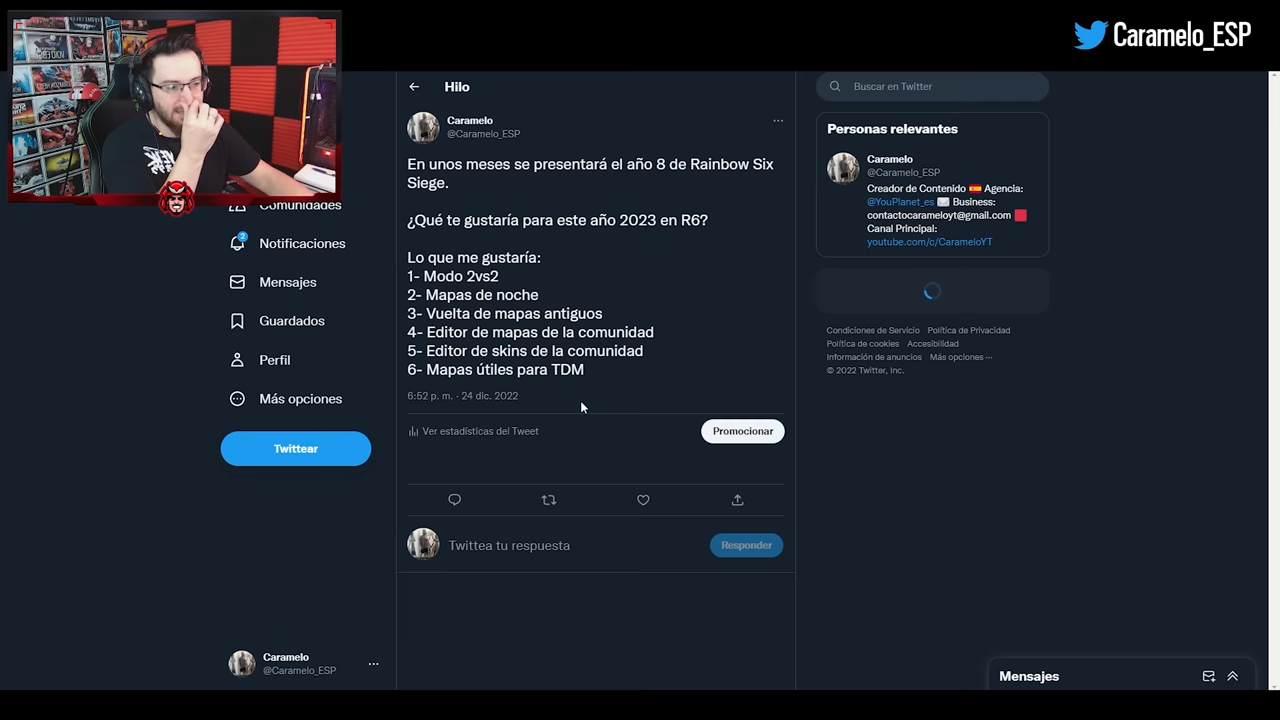 Caramelo_ESP
Comunidades
2
Notificaciones
Mensajes
Guardados
Perfil
Más opciones
Twittear
Caramelo
@Caramelo_ESP
Hilo
Caramelo
@Caramelo_ESP
En unos meses se presentará el año 8 de Rainbow Six
Siege.
¿Qué te gustaría para este año 2023 en R6?
Lo que me gustaría:
1- Modo 2vs2
2- Mapas de noche
3- Vuelta de mapas antiguos
4- Editor de mapas de la comunidad
5- Editor de skins de la comunidad
6- Mapas útiles para TDM
6:52 p. m. · 24 dic. 2022
Ver estadísticas del Tweet
Promocionar
Twittea tu respuesta
Responder
Buscar en Twitter
Personas relevantes
Caramelo
@Caramelo_ESP
Creador de Contenido 🇪🇸 Agencia:
@YouPlanet_es ✉️ Business:
contactocarameloyt@gmail.com 🟥
Canal Principal:
youtube.com/c/CarameloYT
Condiciones de Servicio Política de Privacidad
Política de cookies Accesibilidad
Información de anuncios Más opciones ···
© 2022 Twitter, Inc.
Mensajes